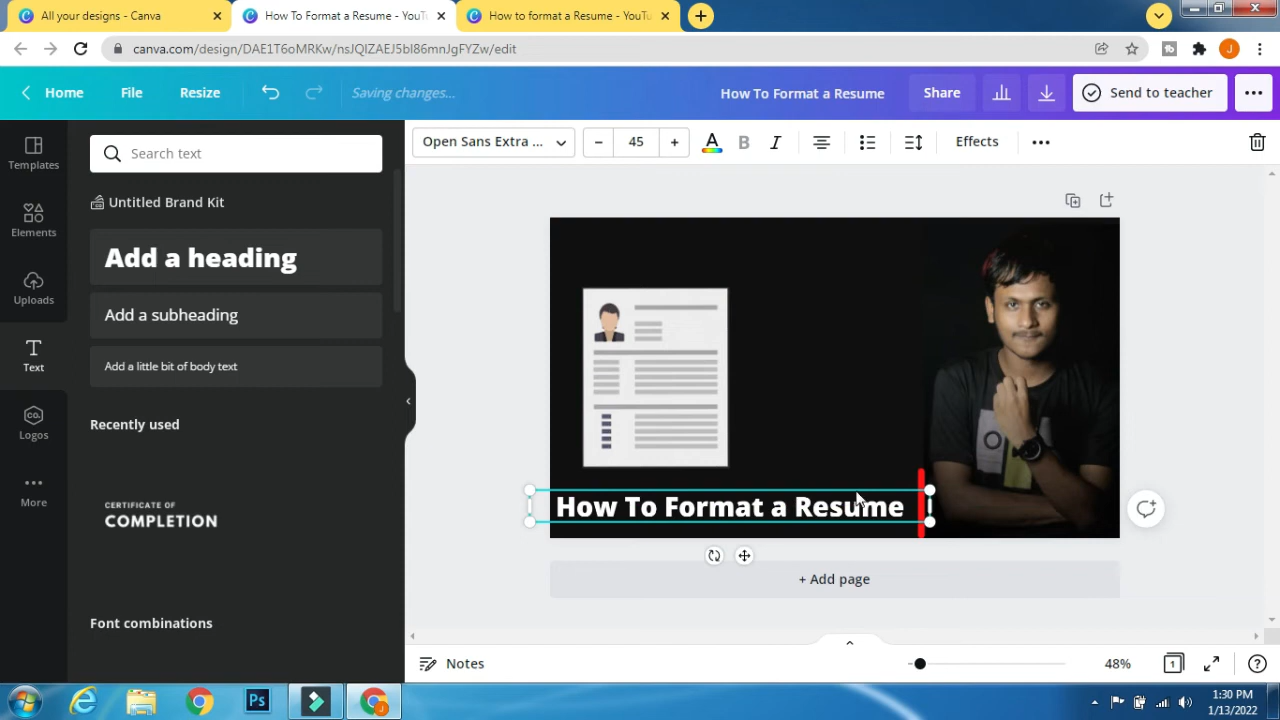 All your designs - Canva
How To Format a Resume - YouTu
How to format a Resume - YouTu
canva.com/design/DAE1T6oMRKw/nsJQIZAEJ5bl86mnJgFYZw/edit
J
Home
File
Resize
Saving changes...
How To Format a Resume
Share
Send to teacher
Templates
Elements
Uploads
Text
Logos
More
CO.
Search text
Untitled Brand Kit
Add a heading
Add a subheading
Add a little bit of body text
Recently used
CERTIFICATE OF
COMPLETION
Font combinations
Open Sans Extra ...
45
A
B
I
Effects
How To Format a Resume
+ Add page
Notes
48%
1
Ps
J
1:30 PM
1/13/2022